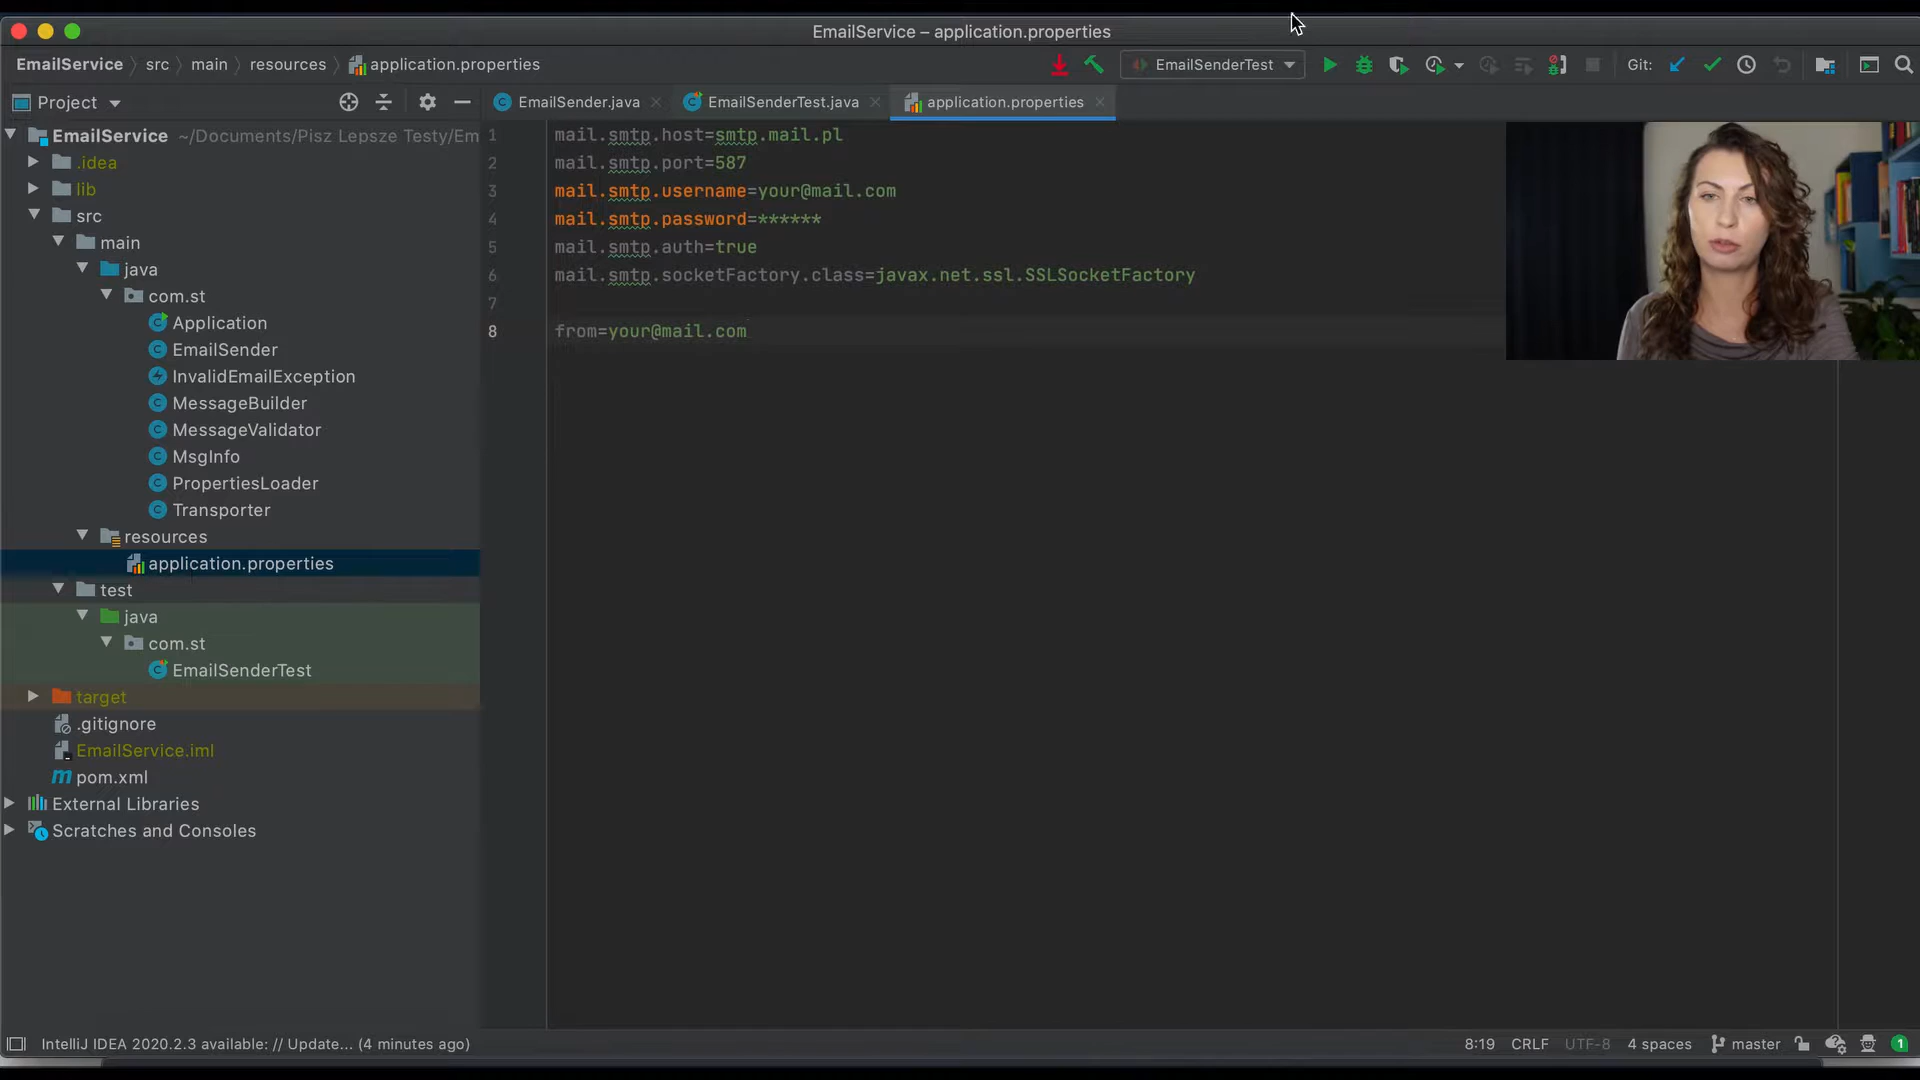 EmailService – application.properties
EmailService src main resources application.properties
EmailSenderTest Git:
Project EmailSender.java EmailSenderTest.java application.properties
EmailService ~/Documents/Pisz Lepsze Testy/Em
.idea
lib
src
main
java
com.st
Application
EmailSender
InvalidEmailException
MessageBuilder
MessageValidator
MsgInfo
PropertiesLoader
Transporter
resources
application.properties
test
java
com.st
EmailSenderTest
target
.gitignore
EmailService.iml
pom.xml
External Libraries
Scratches and Consoles
1 mail.smtp.host=smtp.mail.pl
2 mail.smtp.port=587
3 mail.smtp.username=your@mail.com
4 mail.smtp.password=******
5 mail.smtp.auth=true
6 mail.smtp.socketFactory.class=javax.net.ssl.SSLSocketFactory
7
8 from=your@mail.com
IntelliJ IDEA 2020.2.3 available: // Update... (4 minutes ago) 8:19 CRLF UTF-8 4 spaces master 1